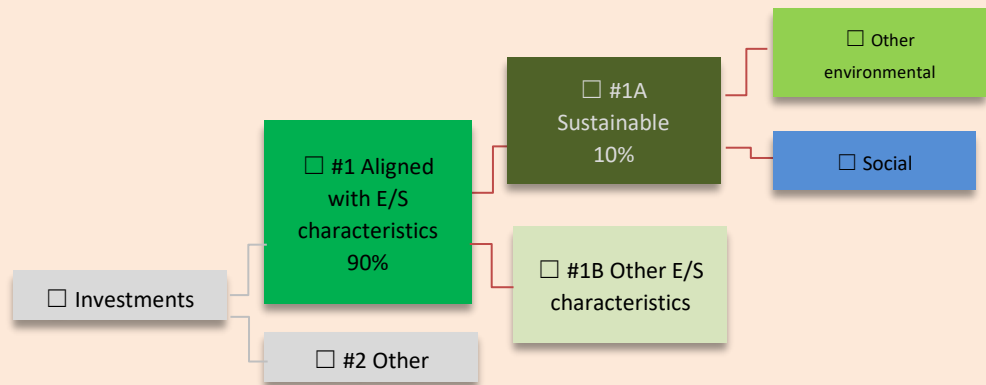 ☐ Investments
☐ #1 Aligned
with E/S
characteristics
90%
☐ #2 Other
☐ #1A
Sustainable
10%
☐ #1B Other E/S
characteristics
☐ Other
environmental
☐ Social